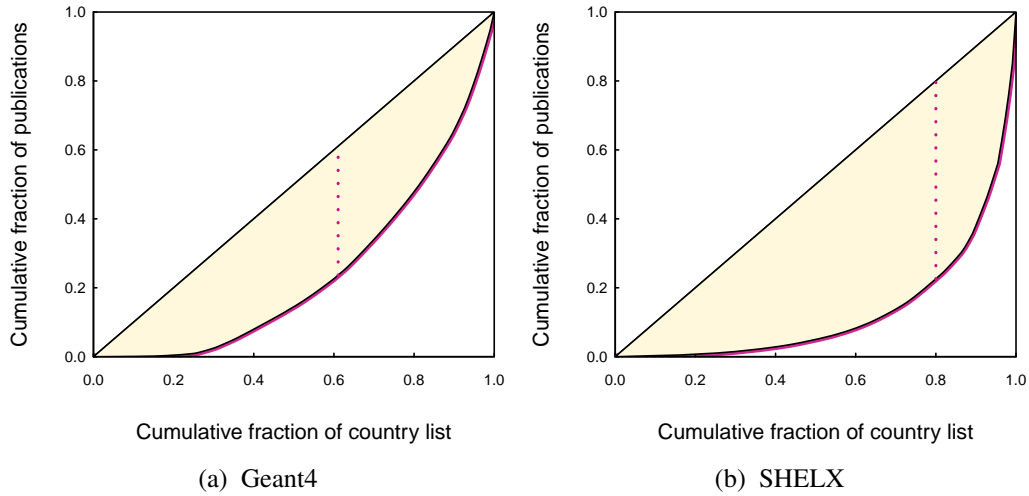 1.0
0.8
0.6
0.4
0.2
0.0
Cumulative fraction of publications
0.0 0.2 0.4 0.6 0.8 1.0
Cumulative fraction of country list
(a) Geant4
1.0
0.8
0.6
0.4
0.2
0.0
Cumulative fraction of publications
0.0 0.2 0.4 0.6 0.8 1.0
Cumulative fraction of country list
(b) SHELX